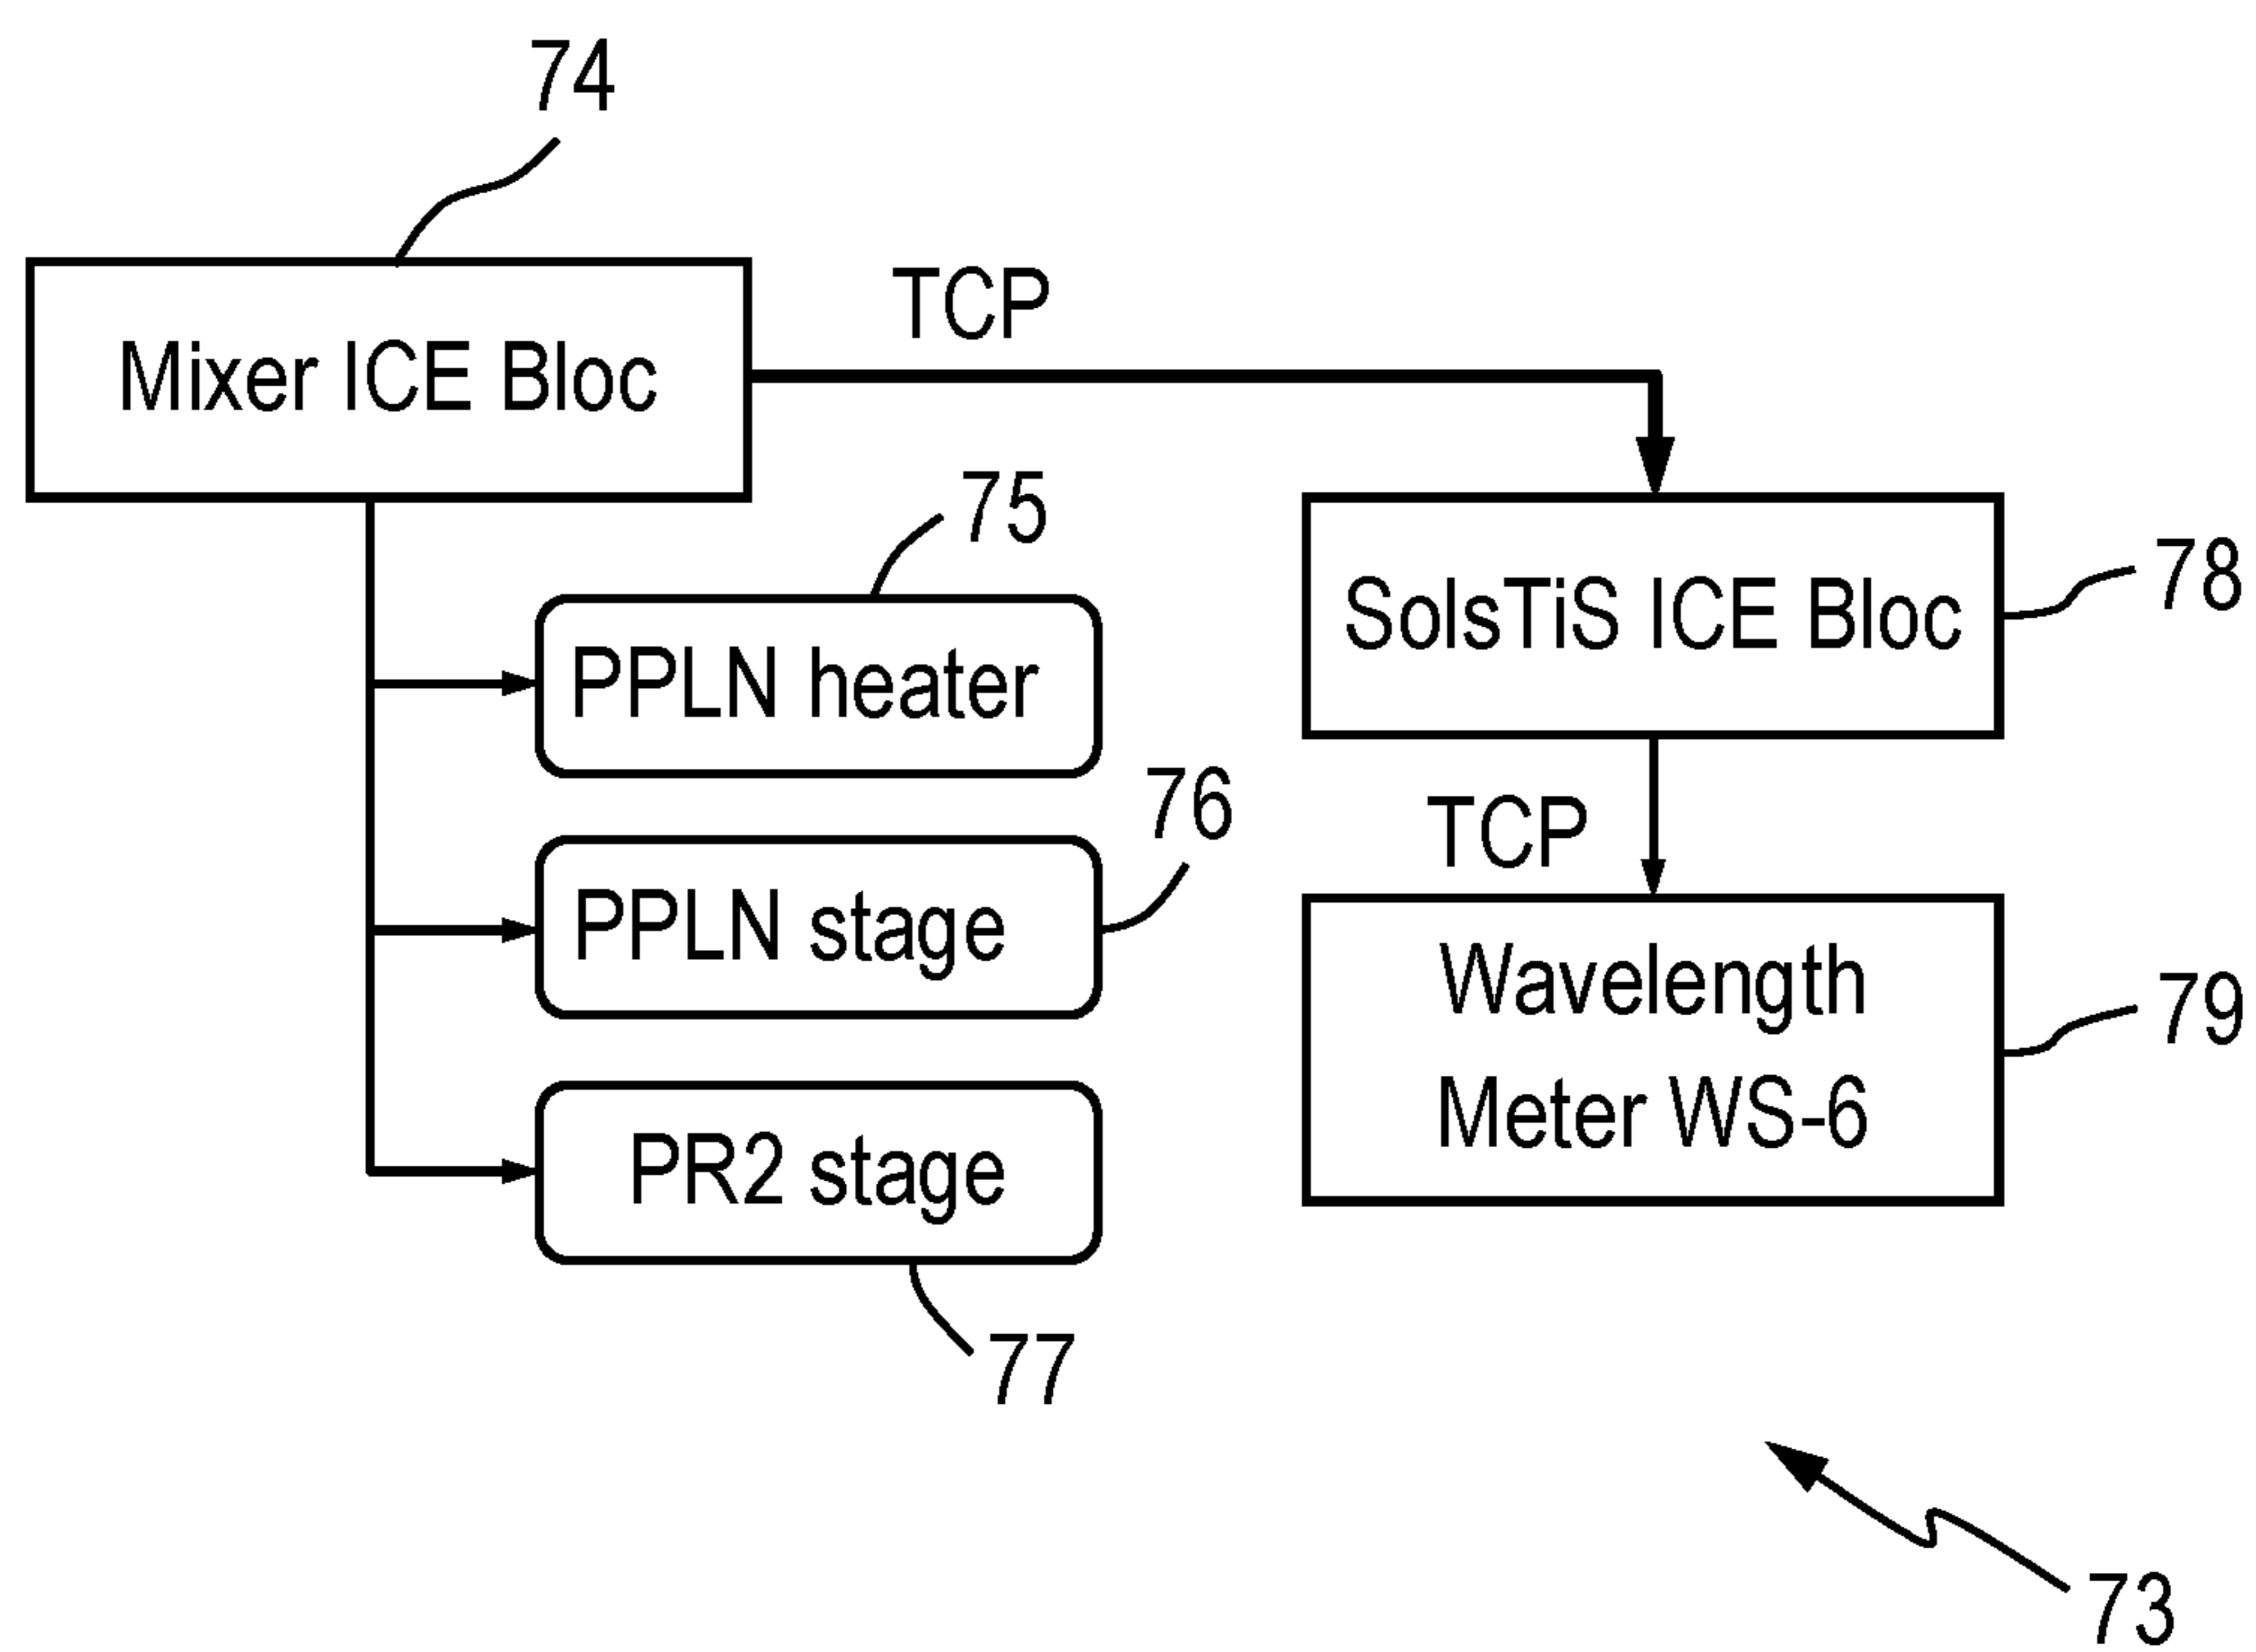 74
TCP
Mixer ICE Bloc
75
PPLN heater
SolsTiS ICE Bloc
78
76
TCP
PPLN stage
Wavelength
Meter WS-6
79
PR2 stage
77
73